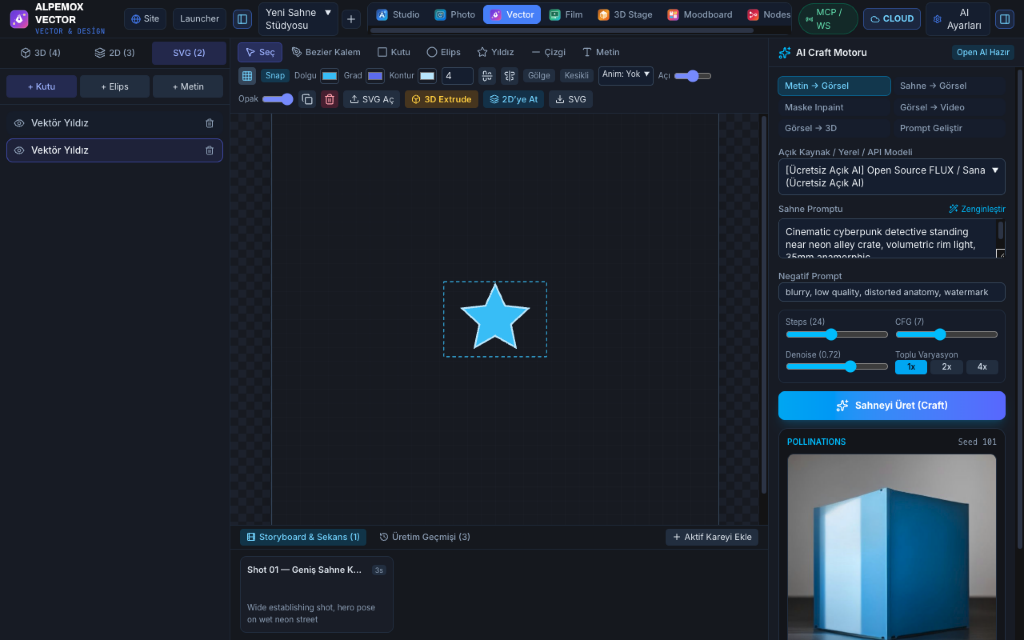 ALPEMOX
VECTOR
VECTOR & DESIGN
Site
Launcher
Yeni Sahne
Stüdyosu
▼
+
Studio
Photo
Vector
Film
3D Stage
Moodboard
Nodes
MCP /
WS
CLOUD
AI
Ayarları
3D (4)
2D (3)
SVG (2)
+ Kutu
+ Elips
+ Metin
Vektör Yıldız
Vektör Yıldız
Seç
Bezier Kalem
Kutu
Elips
Yıldız
Çizgi
Metin
Snap
Dolgu
Grad
Kontur
4
Gölge
Kesikli
Anim: Yok ▼
Açı
Opak
SVG Aç
3D Extrude
2D'ye At
SVG
Storyboard & Sekans (1)
Üretim Geçmişi (3)
+ Aktif Kareyi Ekle
Shot 01 — Geniş Sahne K...
3s
Wide establishing shot, hero pose
on wet neon street
AI Craft Motoru
Open AI Hazır
Metin → Görsel
Sahne → Görsel
Maske Inpaint
Görsel → Video
Görsel → 3D
Prompt Geliştir
Açık Kaynak / Yerel / API Modeli
[Ücretsiz Açık AI] Open Source FLUX / Sana
(Ücretsiz Açık AI)
▼
Sahne Promptu
Zenginleştir
Cinematic cyberpunk detective standing
near neon alley crate, volumetric rim light,
35mm anamorphic
Negatif Prompt
blurry, low quality, distorted anatomy, watermark
Steps (24)
CFG (7)
Denoise (0.72)
Toplu Varyasyon
1x
2x
4x
Sahneyi Üret (Craft)
POLLINATIONS
Seed 101